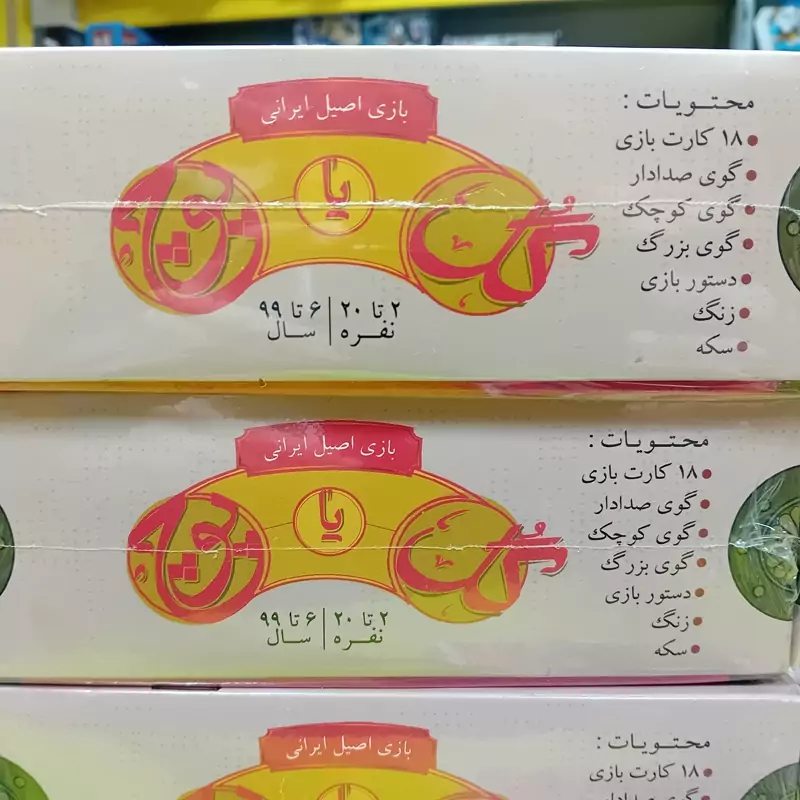 بازی اصیل ایرانی
گل یا پوچ
۲ تا ۲۰ نفره | ۶ تا ۹۹ سال
محتویات :
۱۸ کارت بازی
گوی صدادار
گوی کوچک
گوی بزرگ
دستور بازی
زنگ
سکه
بازی اصیل ایرانی
گل یا پوچ
۲ تا ۲۰ نفره | ۶ تا ۹۹ سال
محتویات :
۱۸ کارت بازی
گوی صدادار
گوی کوچک
گوی بزرگ
دستور بازی
زنگ
سکه
بازی اصیل ایرانی
محتویات :
۱۸ کارت بازی